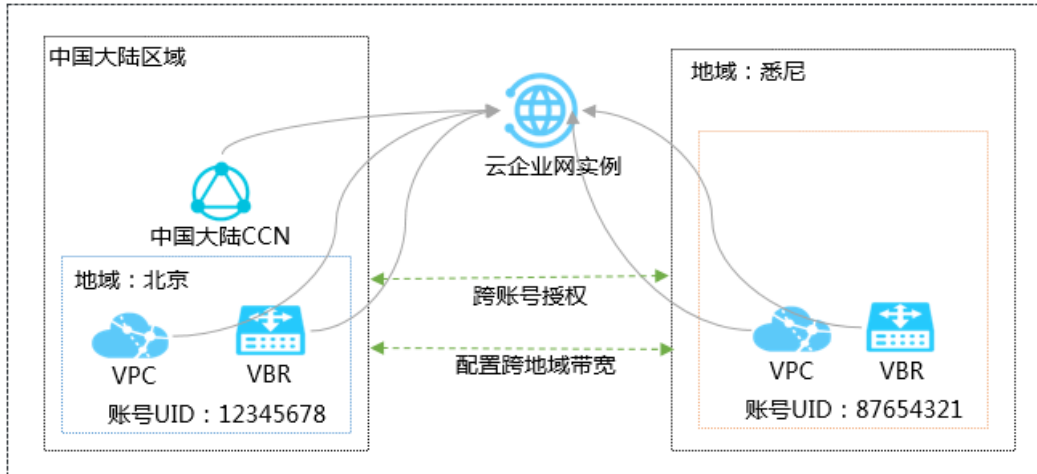 中国大陆区域
地域：悉尼
云企业网实例
中国大陆CCN
地域：北京
跨账号授权
VPC
VBR
配置跨地域带宽
VPC
VBR
账号UID：12345678
账号UID：87654321